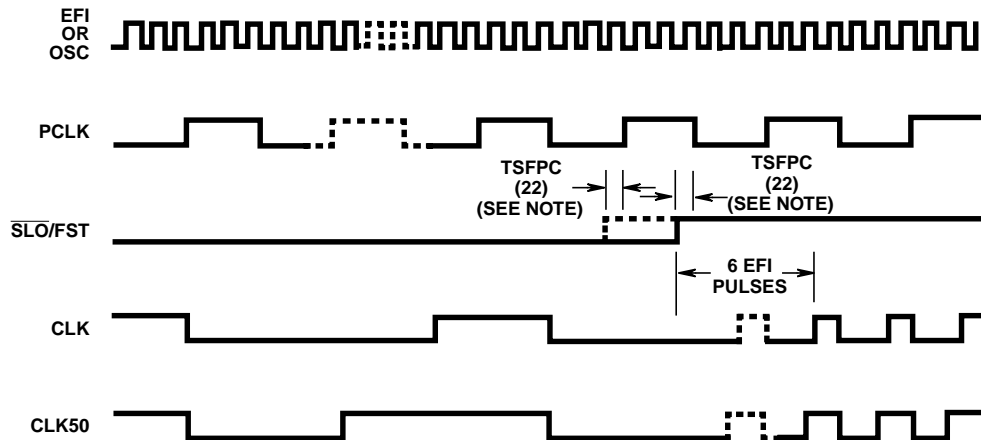 EFI
OR
OSC
PCLK
TSFPC
(22)
(SEE NOTE)
TSFPC
(22)
(SEE NOTE)
SLO/FST
6 EFI
PULSES
CLK
CLK50